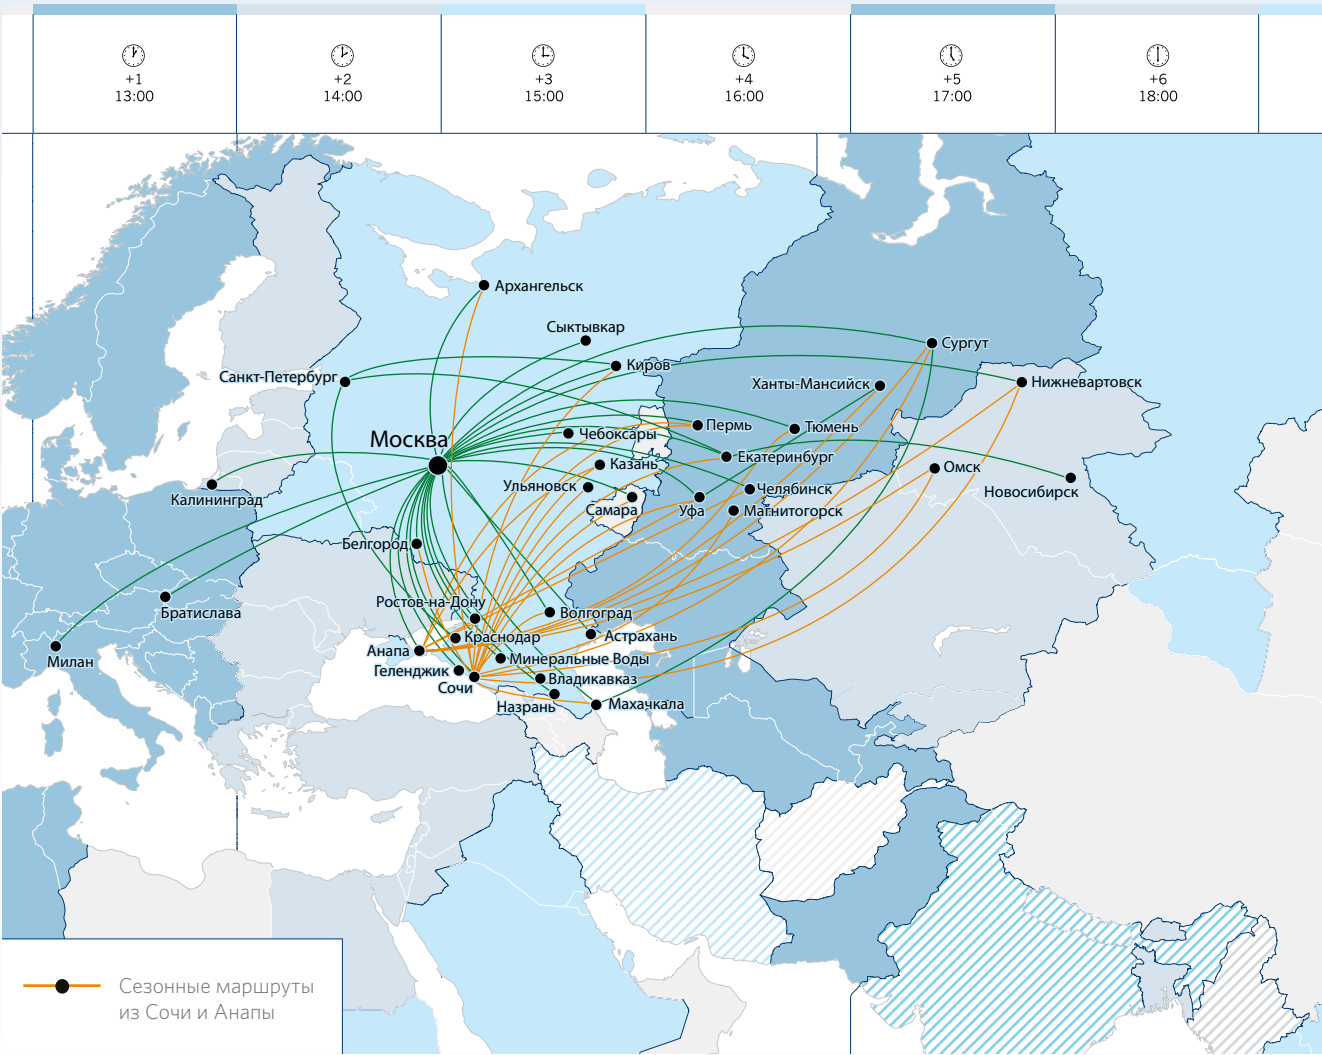 +1
13:00
+2
14:00
+3
15:00
+4
16:00
+5
17:00
+6
18:00
Архангельск
Сыктывкар
Сургут
Киров
Санкт-Петербург
Ханты-Мансийск
Нижневартовск
Москва
Чебоксары
Пермь
Тюмень
Казань
Екатеринбург
Омск
Калининград
Ульяновск
Челябинск
Новосибирск
Самара
Уфа
Магнитогорск
Белгород
Ростов-на-Дону
Братислава
Волгоград
Краснодар
Астрахань
Анапа
Милан
Минеральные Воды
Геленджик
Владикавказ
Сочи
Назрань
Махачкала
Сезонные маршруты
из Сочи и Анапы